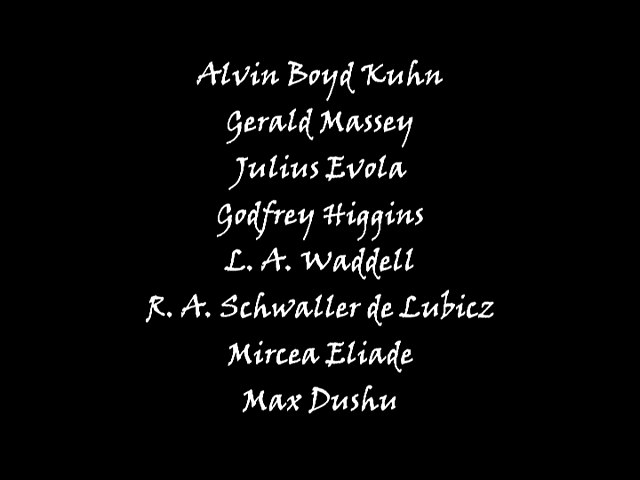 Alvin Boyd Kuhn
Gerald Massey
Julius Evola
Godfrey Higgins
L. A. Waddell
R. A. Schwaller de Lubicz
Mircea Eliade
Max Dushu